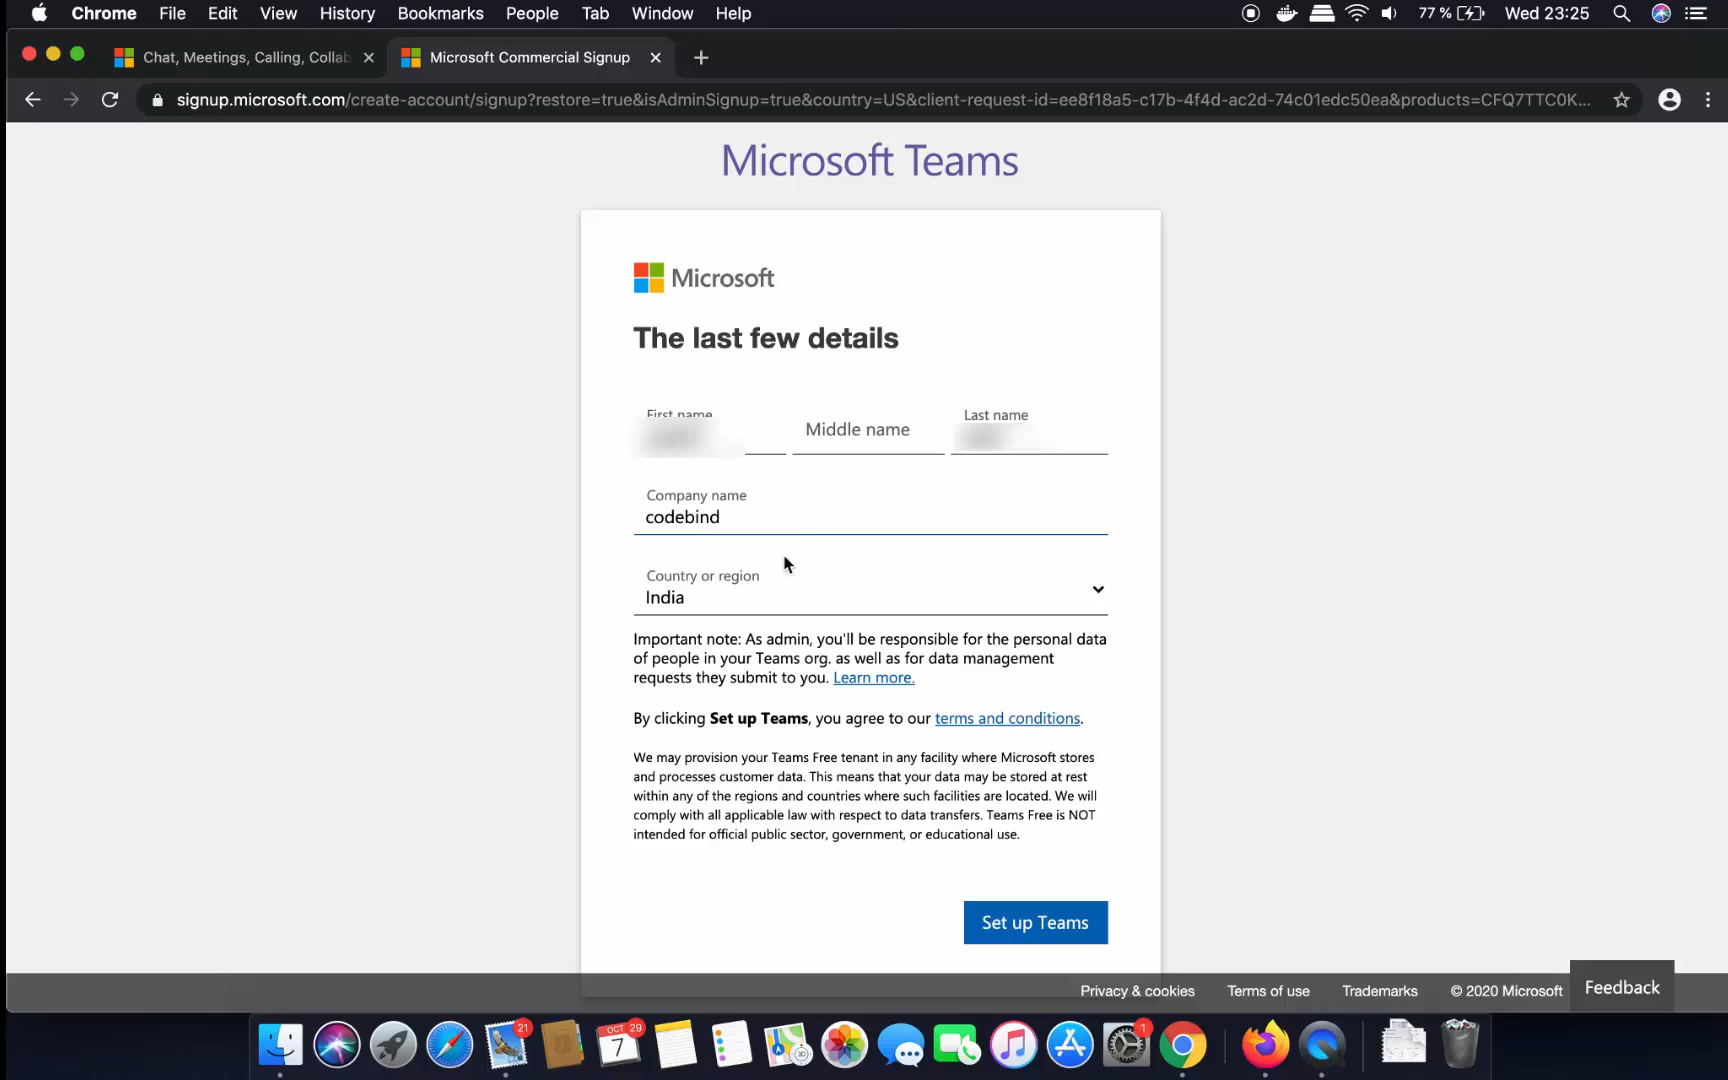 Chrome File Edit View History Bookmarks People Tab Window Help 77 % Wed 23:25
Chat, Meetings, Calling, Collab Microsoft Commercial Signup
signup.microsoft.com/create-account/signup?restore=true&isAdminSignup=true&country=US&client-request-id=ee8f18a5-c17b-4f4d-ac2d-74c01edc50ea&products=CFQ7TTC0K...
Microsoft Teams
Microsoft
The last few details
First name Middle name Last name
Company name
codebind
Country or region
India
Important note: As admin, you'll be responsible for the personal data
of people in your Teams org. as well as for data management
requests they submit to you. Learn more.
By clicking Set up Teams, you agree to our terms and conditions.
We may provision your Teams Free tenant in any facility where Microsoft stores
and processes customer data. This means that your data may be stored at rest
within any of the regions and countries where such facilities are located. We will
comply with all applicable law with respect to data transfers. Teams Free is NOT
intended for official public sector, government, or educational use.
Set up Teams
Privacy & cookies Terms of use Trademarks © 2020 Microsoft Feedback
21 OCT 29 7 1